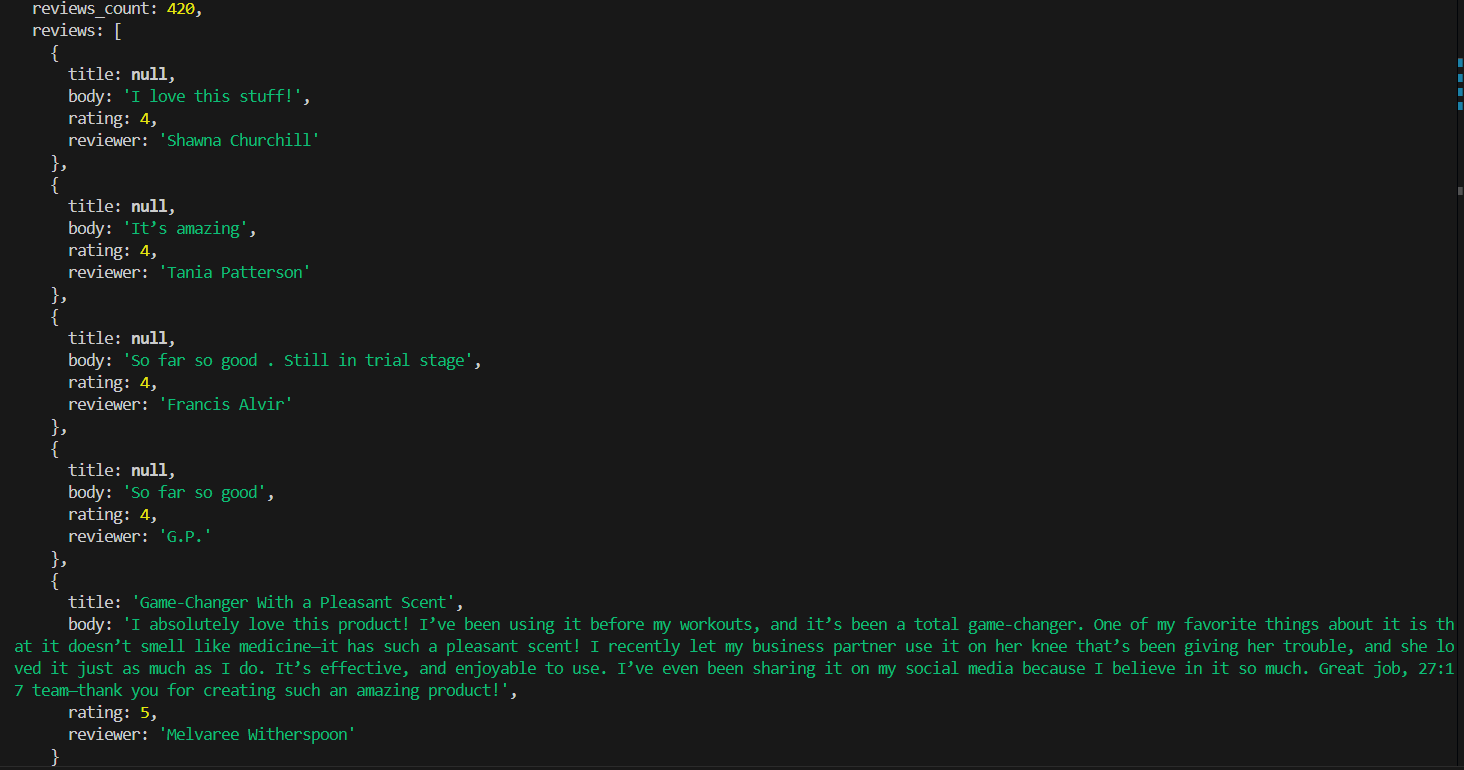 reviews_count: 420,
reviews: [
{
title: null,
body: 'I love this stuff!',
rating: 4,
reviewer: 'Shawna Churchill'
},
{
title: null,
body: 'It’s amazing',
rating: 4,
reviewer: 'Tania Patterson'
},
{
title: null,
body: 'So far so good . Still in trial stage',
rating: 4,
reviewer: 'Francis Alvir'
},
{
title: null,
body: 'So far so good',
rating: 4,
reviewer: 'G.P.'
},
{
title: 'Game-Changer With a Pleasant Scent',
body: 'I absolutely love this product! I’ve been using it before my workouts, and it’s been a total game-changer. One of my favorite things about it is th
at it doesn’t smell like medicine—it has such a pleasant scent! I recently let my business partner use it on her knee that’s been giving her trouble, and she lo
ved it just as much as I do. It’s effective, and enjoyable to use. I’ve even been sharing it on my social media because I believe in it so much. Great job, 27:1
7 team—thank you for creating such an amazing product!',
rating: 5,
reviewer: 'Melvaree Witherspoon'
}